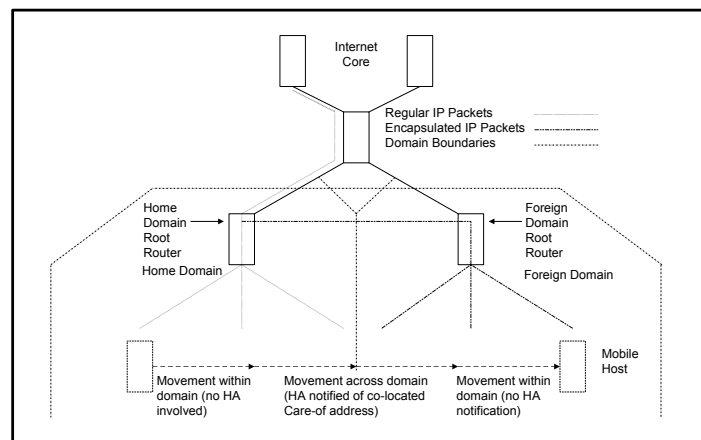 Internet
Core
Regular IP Packets
Encapsulated IP Packets
Domain Boundaries
Home
Domain
Root
Router
Foreign
Domain
Root
Router
Home Domain
Foreign Domain
Mobile
Host
Movement within
domain (no HA
involved)
Movement across domain
(HA notified of co-located
Care-of address)
Movement within
domain (no HA
notification)